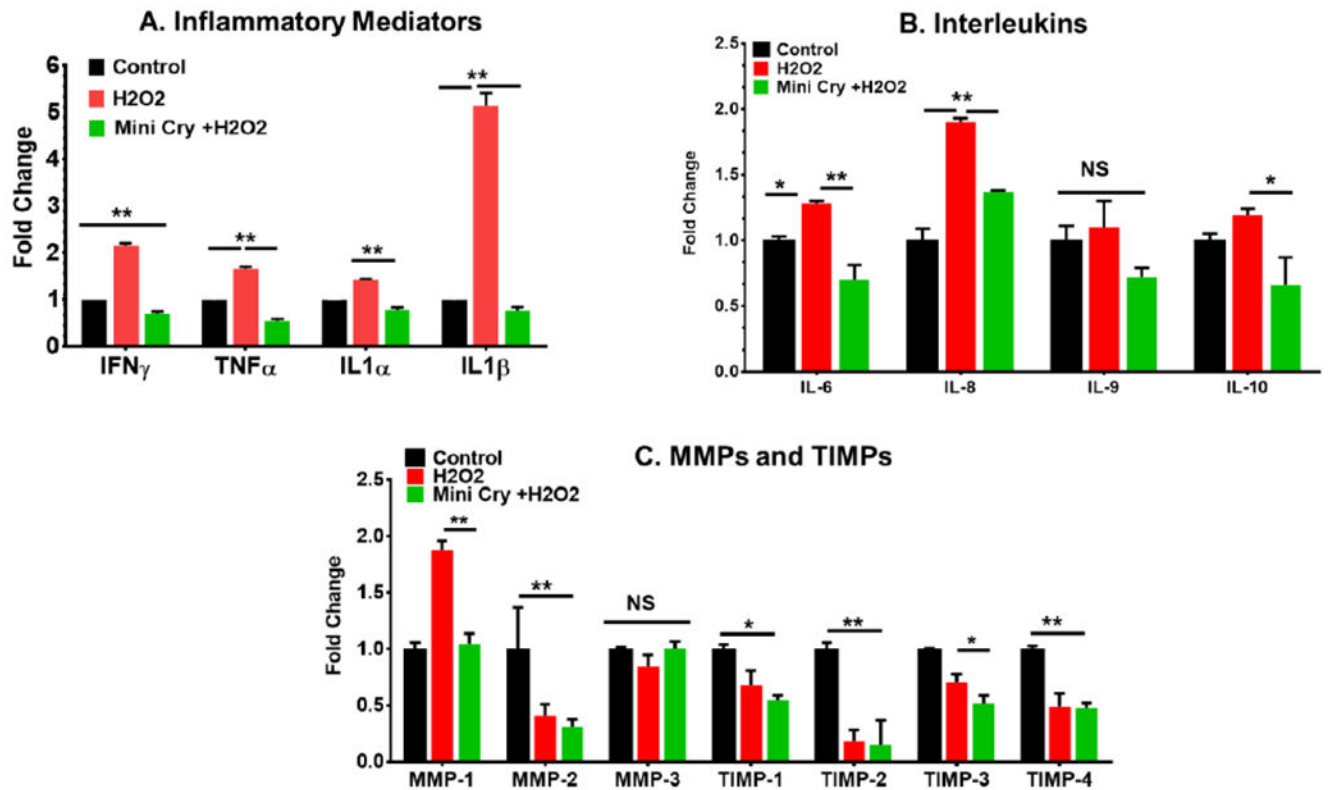 A. Inflammatory Mediators
Control
H2O2
Mini Cry +H2O2
Fold Change
6
5
4
3
2
1
0
**
**
**
**
IFNγ TNFα IL1α IL1β
B. Interleukins
Control
H2O2
Mini Cry +H2O2
Fold Change
2.5
2.0
1.5
1.0
0.5
0.0
* ** ** NS *
IL-6 IL-8 IL-9 IL-10
C. MMPs and TIMPs
Control
H2O2
Mini Cry +H2O2
Fold Change
2.5
2.0
1.5
1.0
0.5
0.0
** ** NS * ** * **
MMP-1 MMP-2 MMP-3 TIMP-1 TIMP-2 TIMP-3 TIMP-4